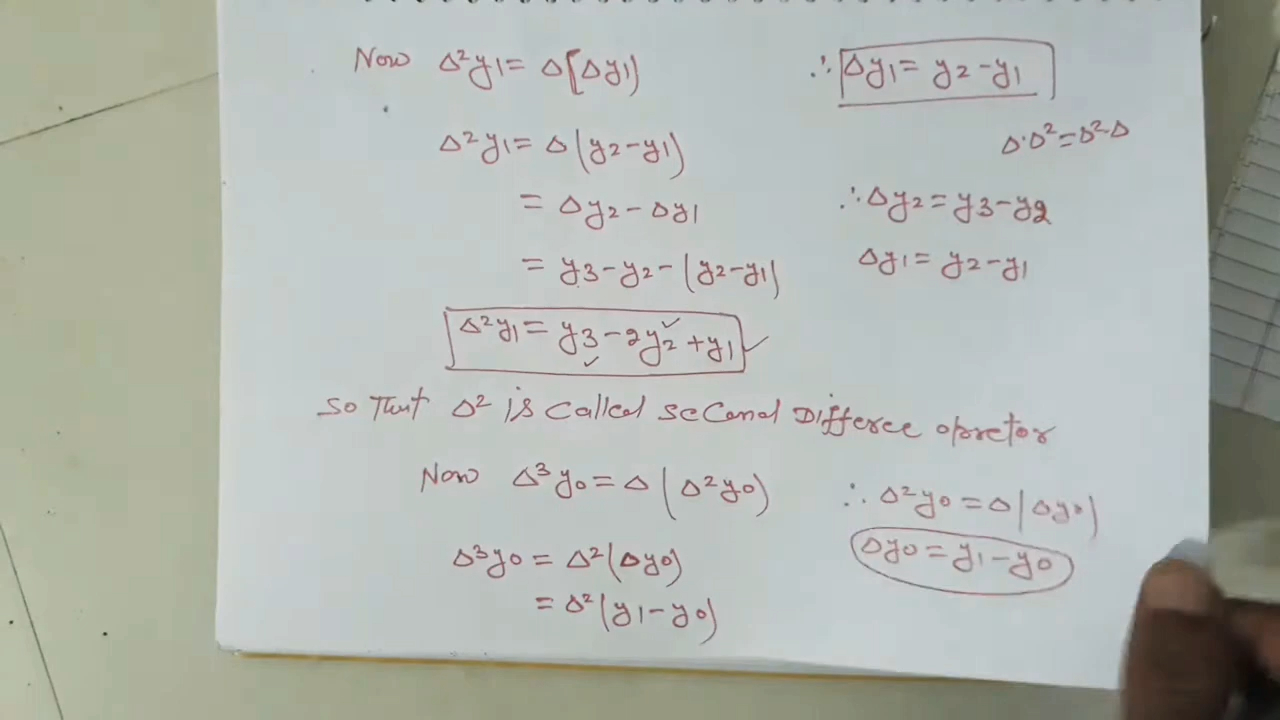 Now Δ²y1 = Δ[Δy1)
∴ Δy1 = y2 - y1
Δ²y1 = Δ(y2 - y1)
Δ·Δ² = Δ²·Δ
= Δy2 - Δy1
∴ Δy2 = y3 - y2
= y3 - y2 - (y2 - y1)
Δy1 = y2 - y1
Δ²y1 = y3 - 2y2 + y1
So That Δ² is called second Differece opretor
Now Δ³y0 = Δ(Δ²y0)
∴ Δ²y0 = Δ(Δy0)
Δ³y0 = Δ²(Δy0)
Δy0 = y1 - y0
= Δ²(y1 - y0)